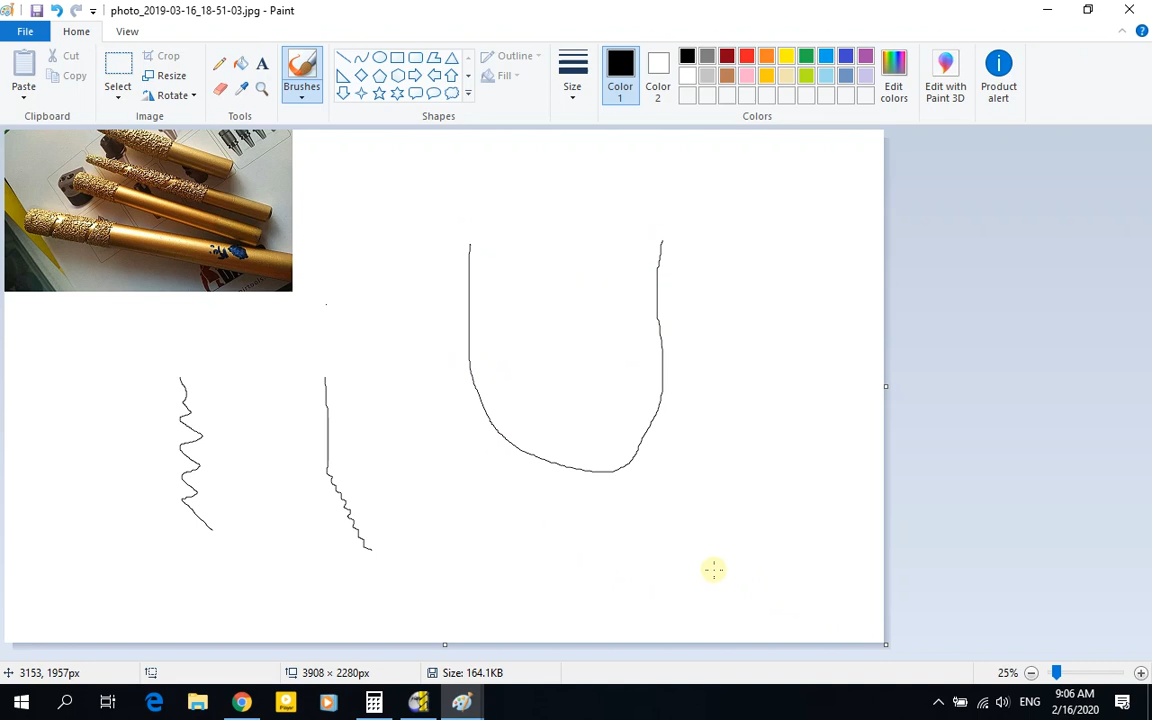 photo_2019-03-16_18-51-03.jpg - Paint
File Home View
Paste
Cut
Copy
Clipboard
Select
Crop
Resize
Rotate
Image
Tools
Brushes
Outline
Fill
Shapes
Size
Color 1
Color 2
Edit colors
Colors
Edit with Paint 3D
Product alert
3153, 1957px
3908 × 2280px
Size: 164.1KB
25%
ENG
9:06 AM
2/16/2020